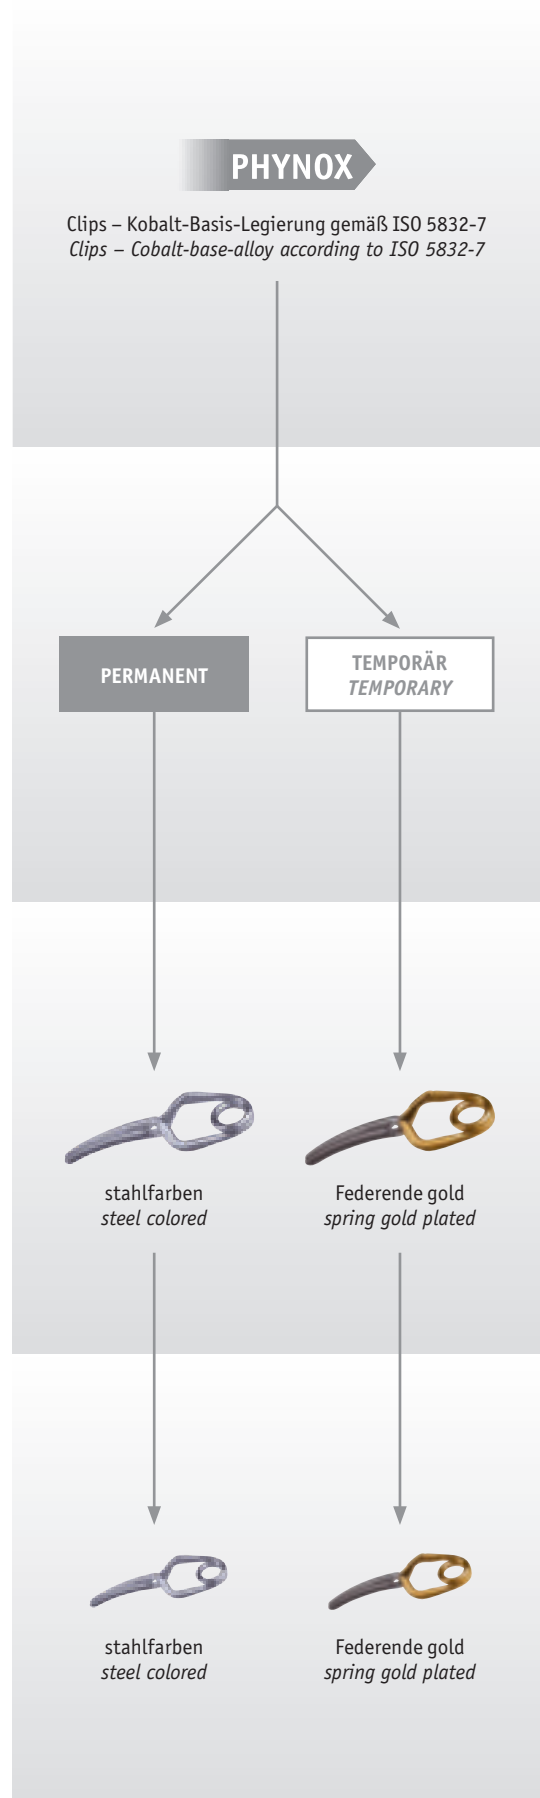 PHYNOX
Clips – Kobalt-Basis-Legierung gemäß ISO 5832-7
Clips – Cobalt-base-alloy according to ISO 5832-7
PERMANENT
TEMPORÄR
TEMPORARY
stahlfarben
steel colored
Federende gold
spring gold plated
stahlfarben
steel colored
Federende gold
spring gold plated